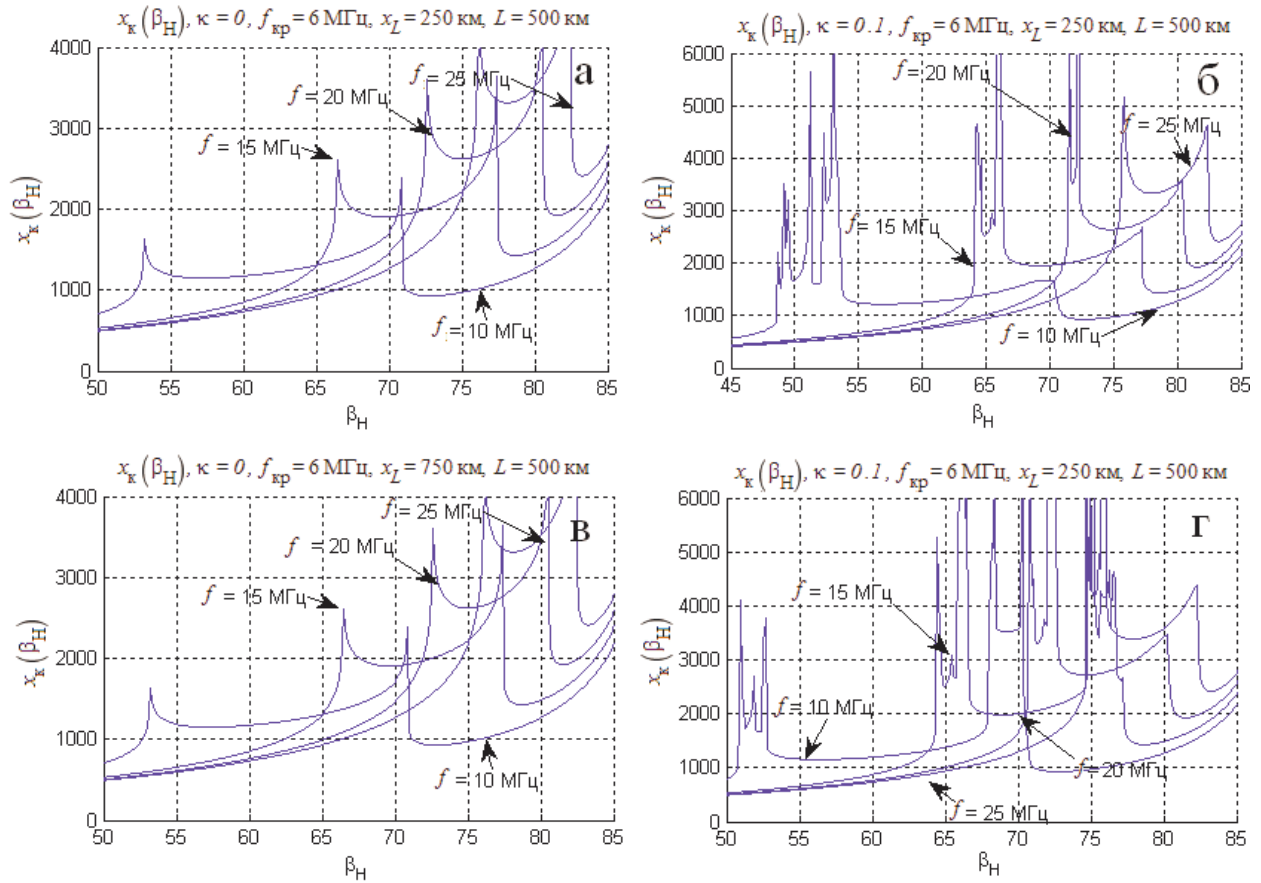 x_к(β_Н), κ = 0, f_кр = 6 МГц, x_L = 250 км, L = 500 км
4000
3000
2000
1000
0
x_к(β_Н)
а
f = 25 МГц
f = 20 МГц
f = 15 МГц
f = 10 МГц
50 55 60 65 70 75 80 85
β_Н
x_к(β_Н), κ = 0.1, f_кр = 6 МГц, x_L = 250 км, L = 500 км
6000
5000
4000
3000
2000
1000
0
x_к(β_Н)
б
f = 20 МГц
f = 25 МГц
f = 15 МГц
f = 10 МГц
45 50 55 60 65 70 75 80 85
β_Н
x_к(β_Н), κ = 0, f_кр = 6 МГц, x_L = 750 км, L = 500 км
4000
3000
2000
1000
0
x_к(β_Н)
в
f = 25 МГц
f = 20 МГц
f = 15 МГц
f = 10 МГц
50 55 60 65 70 75 80 85
β_Н
x_к(β_Н), κ = 0.1, f_кр = 6 МГц, x_L = 250 км, L = 500 км
6000
5000
4000
3000
2000
1000
0
x_к(β_Н)
г
f = 15 МГц
f = 10 МГц
f = 20 МГц
f = 25 МГц
50 55 60 65 70 75 80 85
β_Н